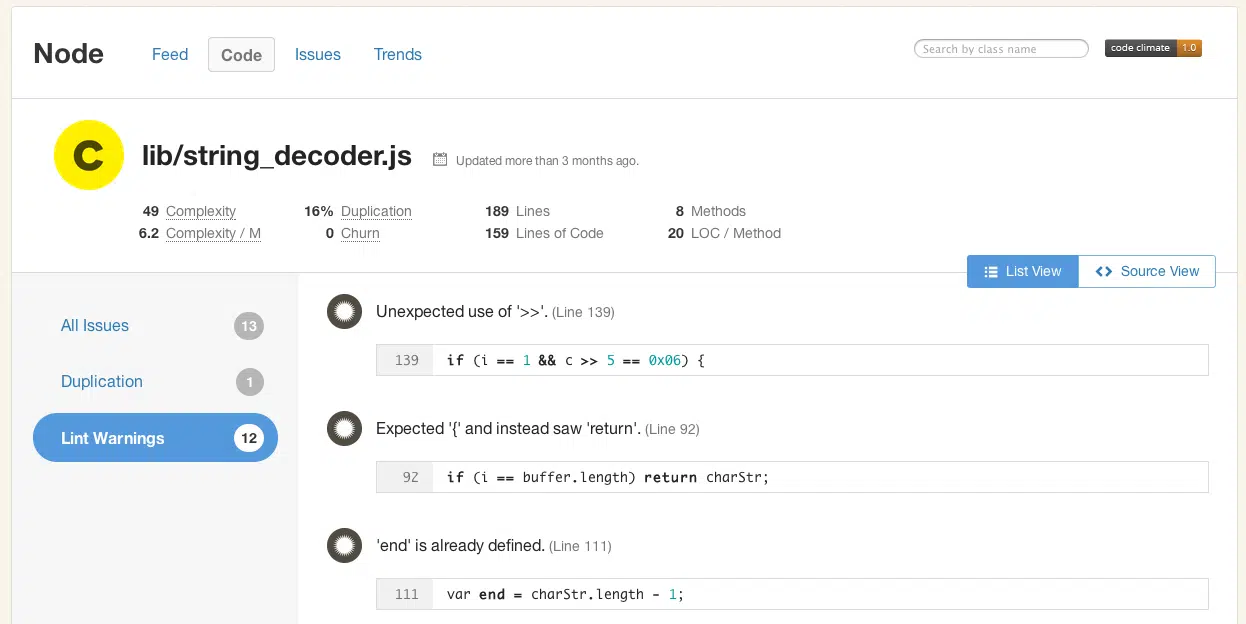 Node Feed Code Issues Trends Search by class name code climate 1.0
C lib/string_decoder.js Updated more than 3 months ago.
49 Complexity 16% Duplication 189 Lines 8 Methods
6.2 Complexity / M 0 Churn 159 Lines of Code 20 LOC / Method
List View Source View
All Issues 13
Duplication 1
Lint Warnings 12
Unexpected use of '>>'. (Line 139)
139 if (i == 1 && c >> 5 == 0x06) {
Expected '{' and instead saw 'return'. (Line 92)
92 if (i == buffer.length) return charStr;
'end' is already defined. (Line 111)
111 var end = charStr.length - 1;